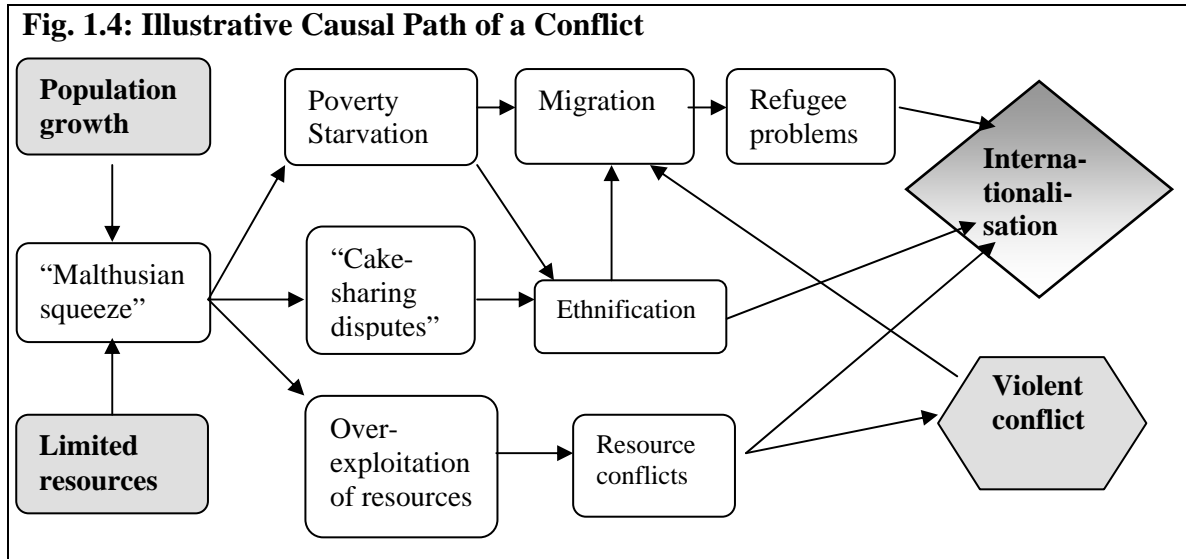 Fig. 1.4: Illustrative Causal Path of a Conflict
Population
growth
Poverty
Starvation
Migration
Refugee
problems
Interna-
tionali-
sation
“Malthusian
squeeze”
“Cake-
sharing
disputes”
Ethnification
Limited
resources
Over-
exploitation
of resources
Resource
conflicts
Violent
conflict